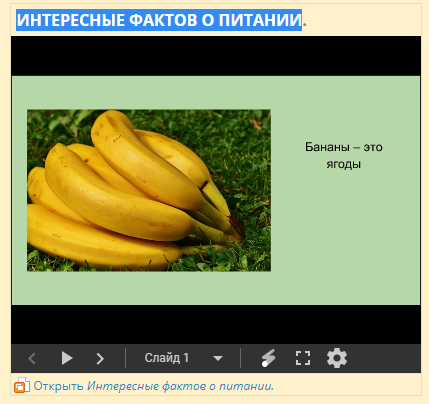 ИНТЕРЕСНЫЕ ФАКТОВ О ПИТАНИИ.
Бананы – это
ягоды
Слайд 1
Открыть Интересные фактов о питании.